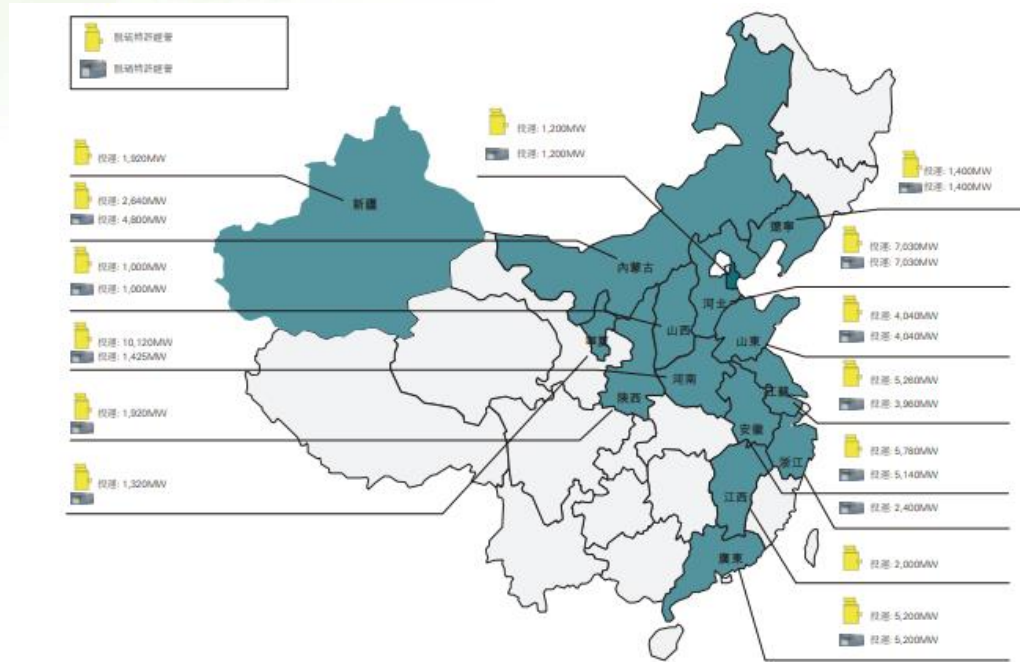 脫硫特許經營
脫硝特許經營
投運: 1,920MW
投運: 2,640MW
投運: 4,800MW
投運: 1,000MW
投運: 1,000MW
投運: 10,120MW
投運: 1,425MW
投運: 1,920MW
投運: 1,320MW
投運: 1,200MW
投運: 1,200MW
投運: 1,400MW
投運: 1,400MW
投運: 7,030MW
投運: 7,030MW
投運: 4,040MW
投運: 4,040MW
投運: 5,260MW
投運: 3,960MW
投運: 5,780MW
投運: 5,140MW
投運: 2,400MW
投運: 2,000MW
投運: 5,200MW
投運: 5,200MW
新疆
內蒙古
遼寧
河北
山西
山東
寧夏
河南
陝西
江蘇
安徽
浙江
江西
廣東